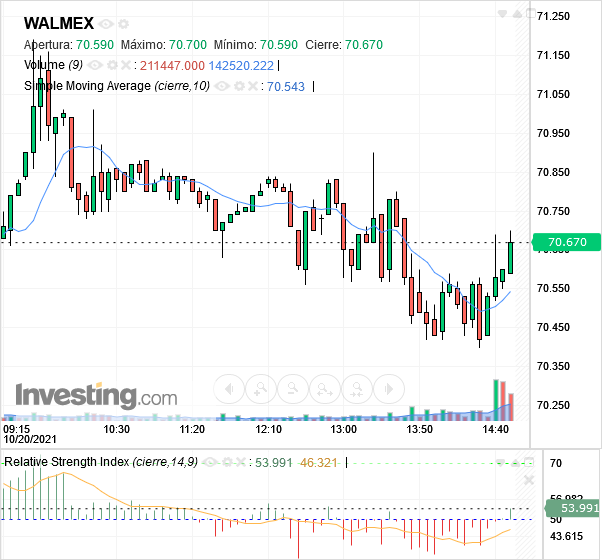 WALMEX
Apertura: 70.590 Máximo: 70.700 Mínimo: 70.590 Cierre: 70.670
Volume (9) : 211447.000 142520.222
Simple Moving Average (cierre,10) : 70.543
71.250
71.150
71.050
70.950
70.850
70.750
70.670
70.550
70.450
70.350
70.250
Investing.com
09:15 10:30 11:20 12:10 13:00 13:50 14:40
10/20/2021
Relative Strength Index (cierre,14,9) : 53.991 46.321
70
56.982
53.991
50
43.615